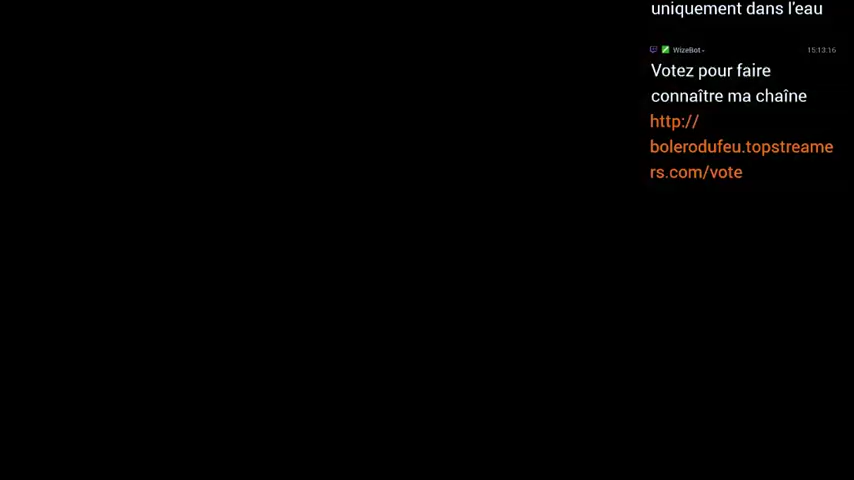 uniquement dans l'eau
WizeBot - 15:13:16
Votez pour faire
connaître ma chaîne
http://
bolerodufeu.topstreame
rs.com/vote